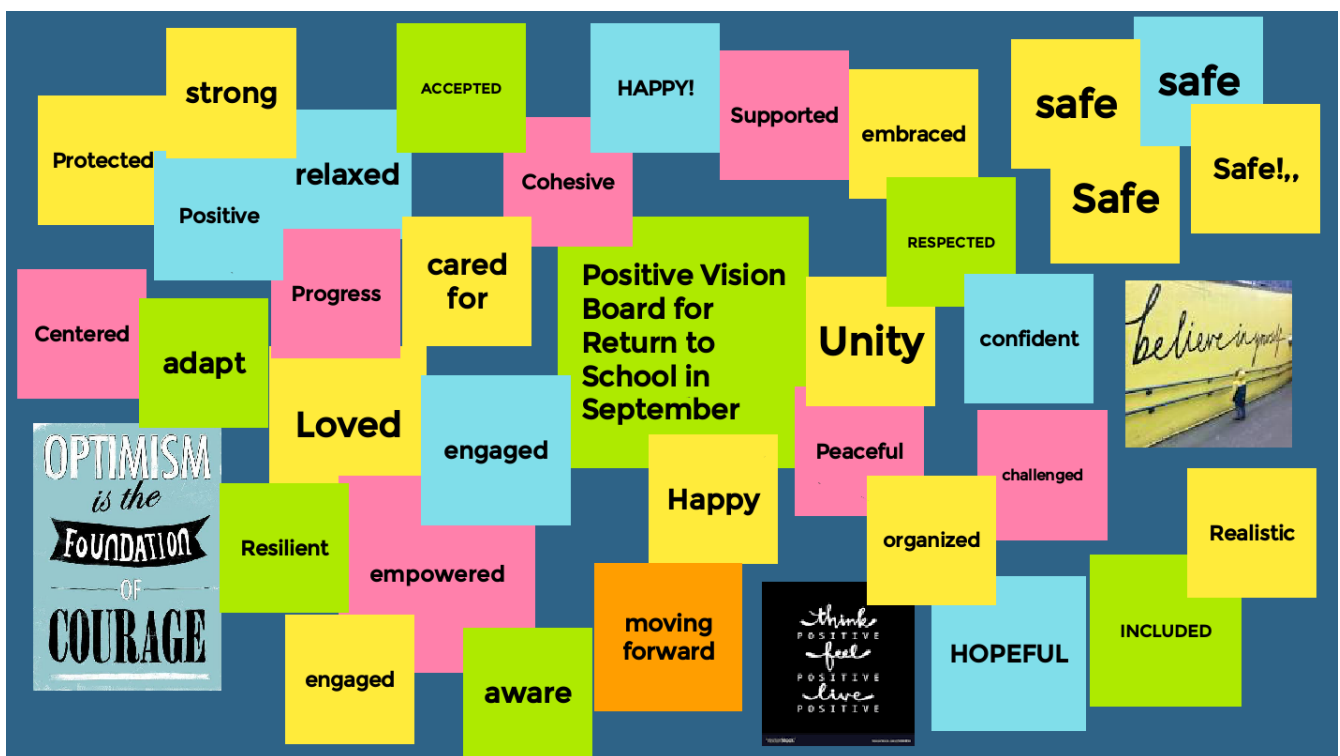 strong
ACCEPTED
HAPPY!
Supported
embraced
safe
safe
Safe!,,
Safe
Protected
relaxed
Cohesive
Positive
RESPECTED
cared
for
Progress
Centered
adapt
Positive Vision
Board for
Return to
School in
September
Unity
confident
believe in yourself
Loved
engaged
Peaceful
challenged
OPTIMISM
is the
FOUNDATION
OF
COURAGE
Happy
organized
Realistic
Resilient
empowered
moving
forward
think
POSITIVE
feel
POSITIVE
live
POSITIVE
HOPEFUL
INCLUDED
engaged
aware